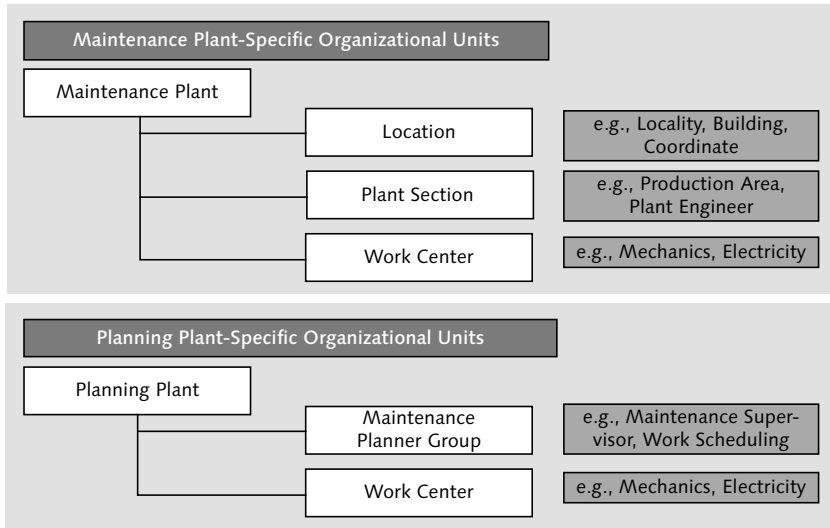 Maintenance Plant-Specific Organizational Units
Maintenance Plant
Location
e.g., Locality, Building,
Coordinate
Plant Section
e.g., Production Area,
Plant Engineer
Work Center
e.g., Mechanics, Electricity
Planning Plant-Specific Organizational Units
Planning Plant
Maintenance
Planner Group
e.g., Maintenance Super-
visor, Work Scheduling
Work Center
e.g., Mechanics, Electricity